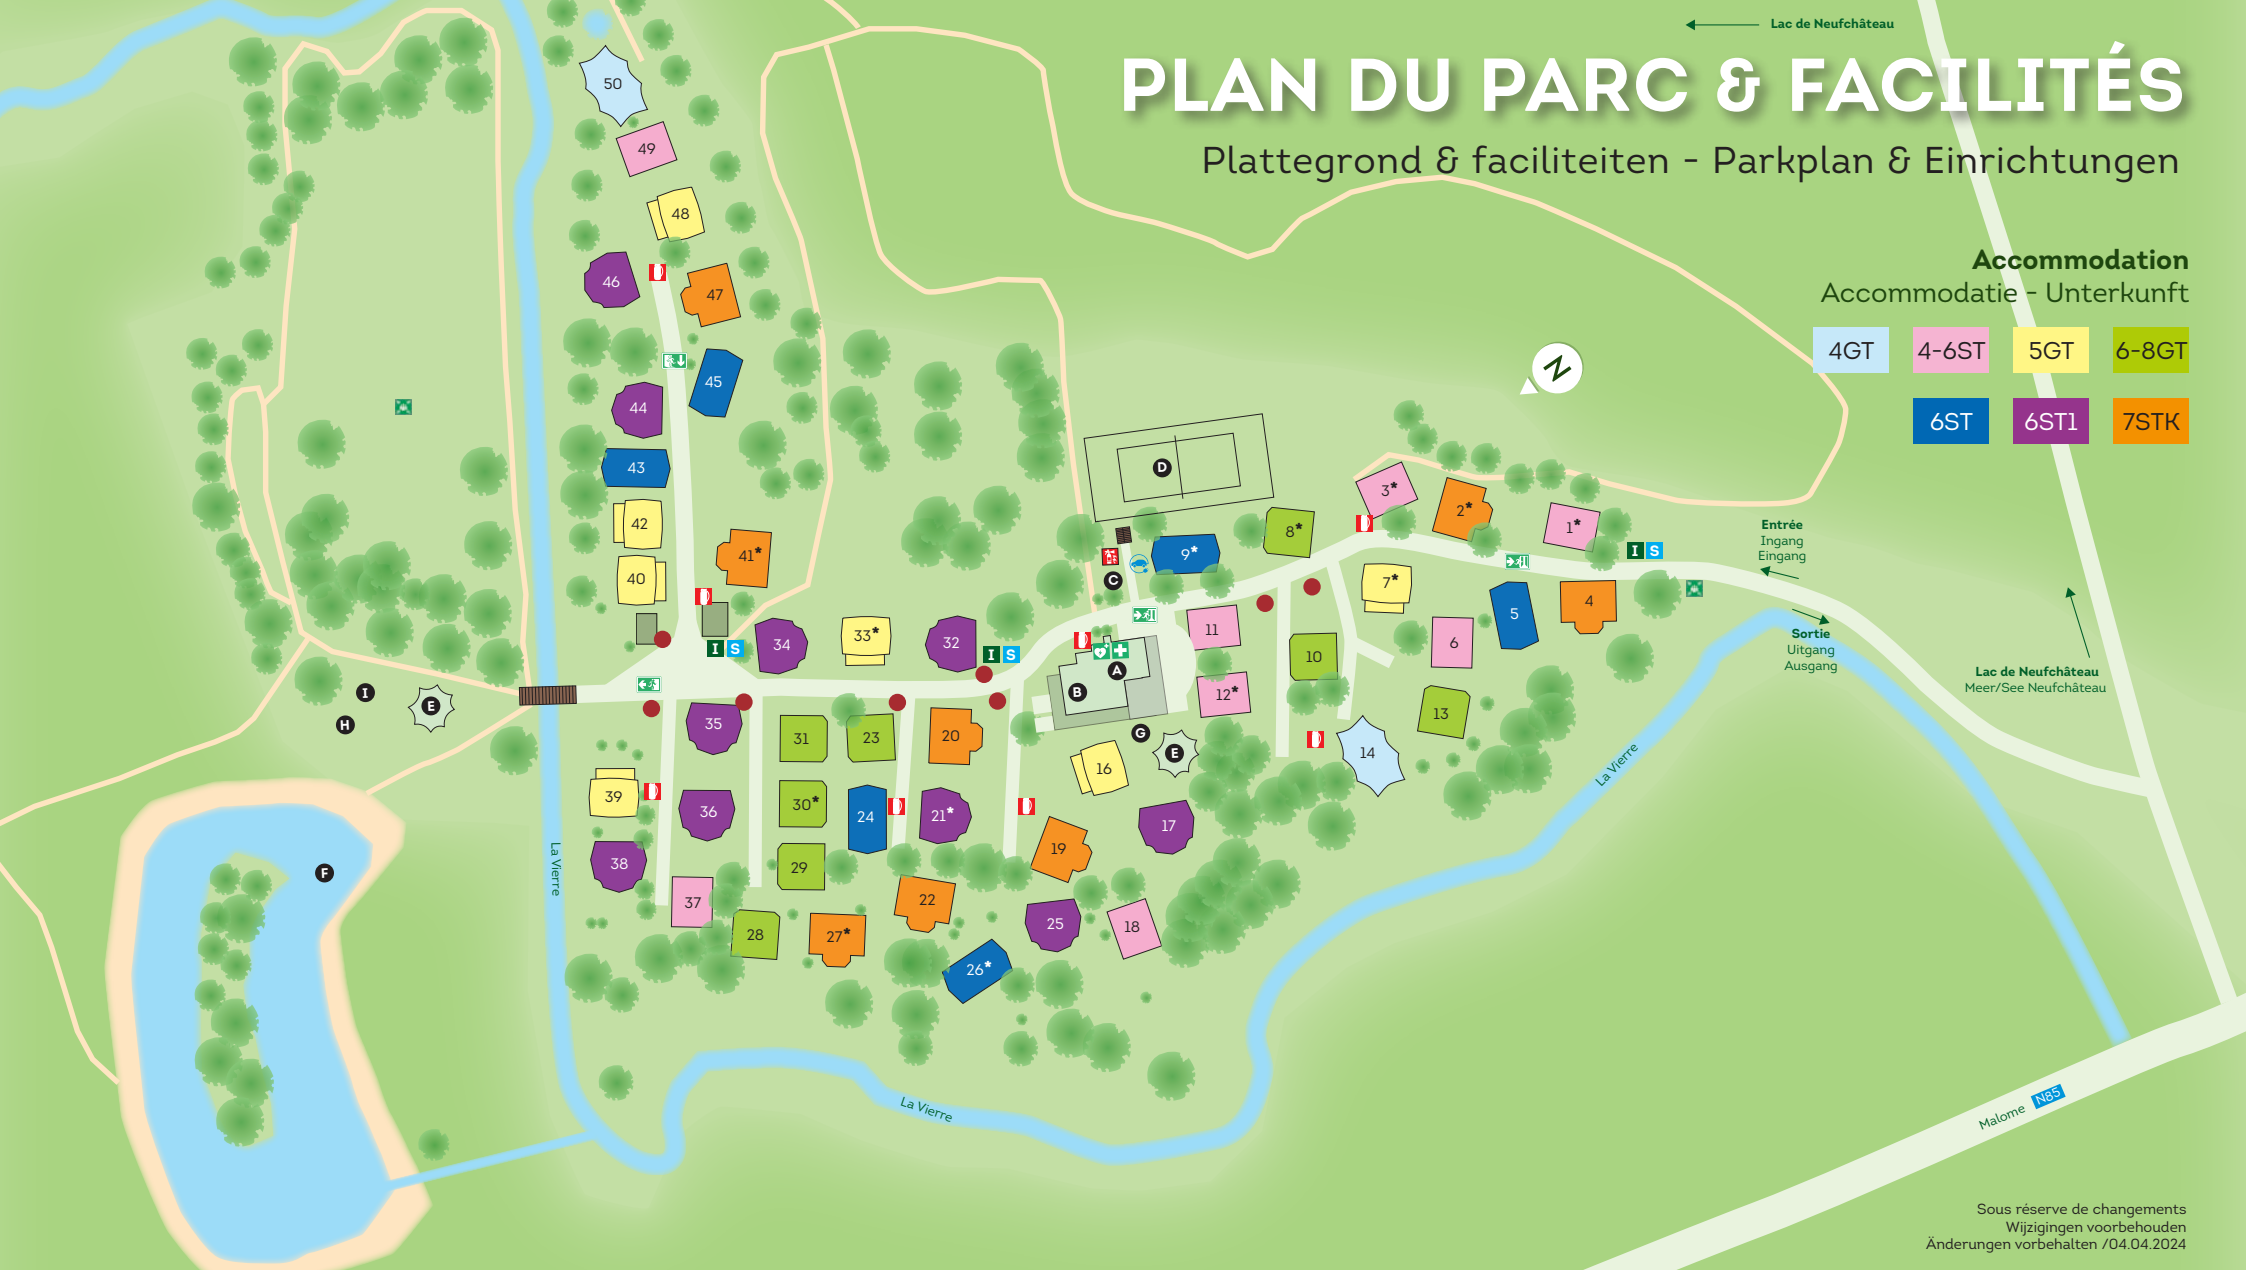 Lac de Neufchâteau
PLAN DU PARC & FACILITÉS
Plattegrond & faciliteiten - Parkplan & Einrichtungen
Accommodation
Accommodatie - Unterkunft
4GT
4-6ST
5GT
6-8GT
6ST
6ST1
7STK
N
50
49
48
46
47
45
44
43
42
41*
40
I S
34
33*
32
I S
D
9*
8*
3*
2*
1*
I S
Entrée
Ingang
Eingang
C
7*
5
4
6
11
10
12*
A
B
13
14
G
E
Sortie
Uitgang
Ausgang
Lac de Neufchâteau
Meer/See Neufchâteau
I
H
E
35
31
23
20
16
39
36
30*
24
21*
19
17
38
37
29
22
25
18
28
27*
26*
F
La Vierre
La Vierre
La Vierre
Malome N85
Sous réserve de changements
Wijzigingen voorbehouden
Änderungen vorbehalten /04.04.2024